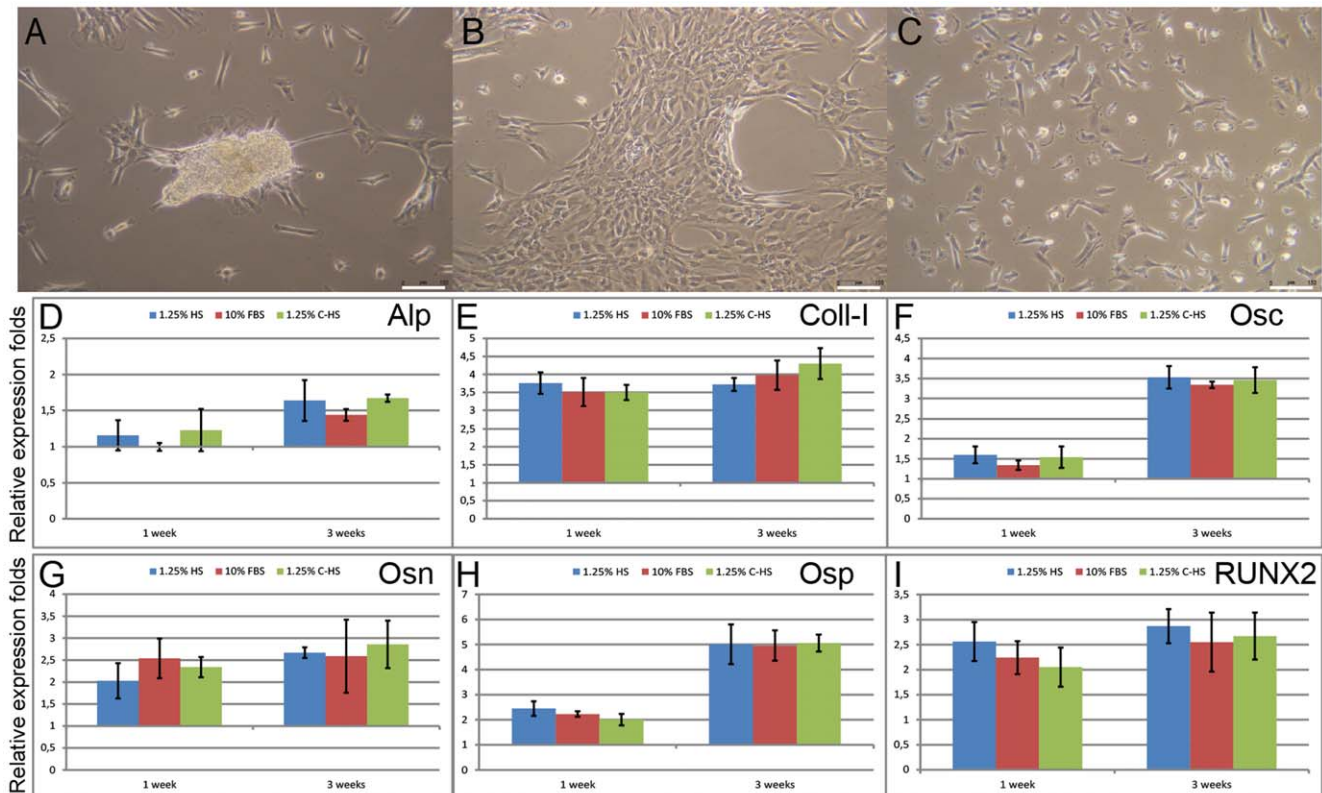 A
B
C
D
1.25% HS 10% FBS 1.25% C-HS
Alp
Relative expression folds
2,5
2
1,5
1
0,5
0
1 week
3 weeks
E
1.25% HS 10% FBS 1.25% C-HS
Coll-I
5
4,5
4
3,5
3
2,5
2
1,5
1
0,5
0
1 week
3 weeks
F
1.25% HS 10% FBS 1.25% C-HS
Osc
4,5
4
3,5
3
2,5
2
1,5
1
0,5
0
1 week
3 weeks
G
1.25% HS 10% FBS 1.25% C-HS
Osn
Relative expression folds
4
3,5
3
2,5
2
1,5
1
0,5
0
1 week
3 weeks
H
1.25% HS 10% FBS 1.25% C-HS
Osp
7
6
5
4
3
2
1
1
0
1 week
3 weeks
I
1.25% HS 10% FBS 1.25% C-HS
RUNX2
3,5
3
2,5
2
1,5
1
0,5
0
1 week
3 weeks